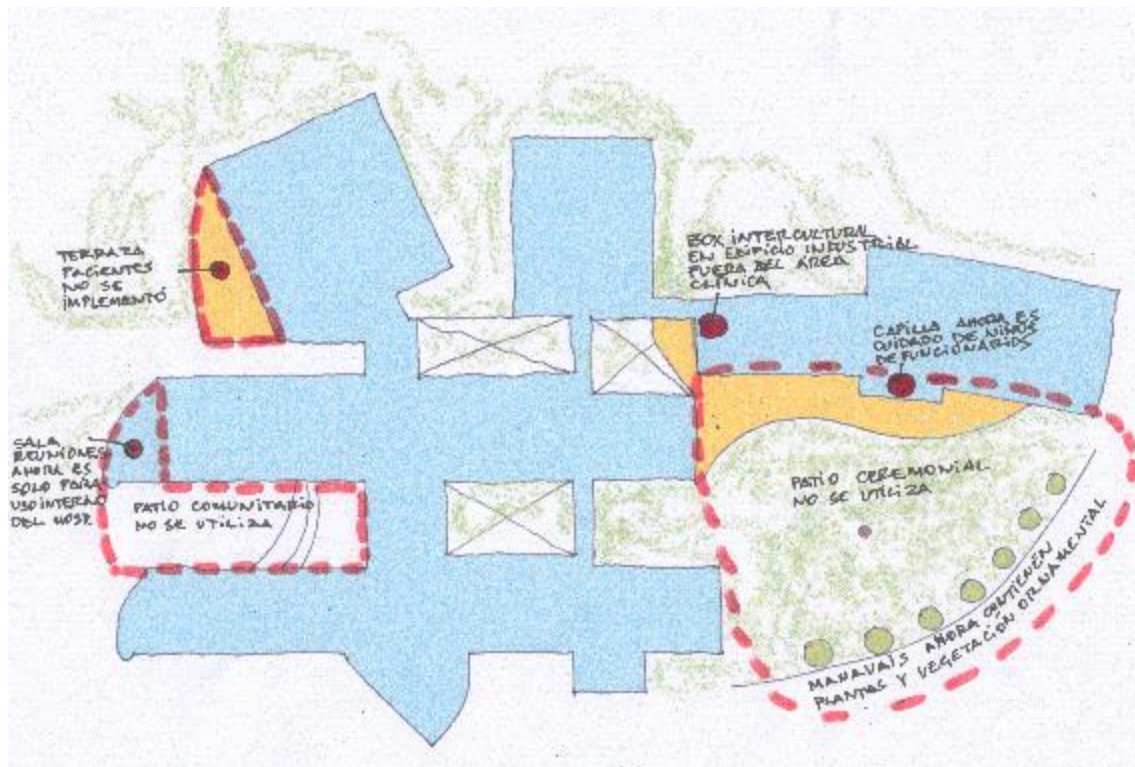 TERRAZA
PACIENTES
NO SE
IMPLEMENTÓ
BOX INTERCULTURAL
EN EDIFICIO INDUSTRIAL
FUERA DEL ÁREA
CLÍNICA
CAPILLA AHORA ES
CUIDADO DE NIÑOS
DE FUNCIONARIOS
SALA
REUNIONES
AHORA ES
SOLO PARA
USO INTERNO
DEL HOSP.
PATIO COMUNITARIO
NO SE UTILIZA
PATIO CEREMONIAL
NO SE UTILIZA
MANAVAIS AHORA CONTIENEN
PLANTAS Y VEGETACIÓN ORNAMENTAL